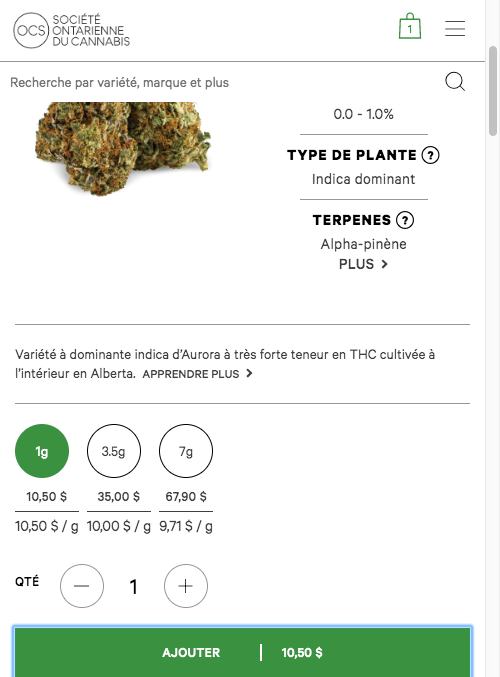 OCS SOCIÉTÉ
ONTARIENNE
DU CANNABIS
1
Recherche par variété, marque et plus
0.0 - 1.0%
TYPE DE PLANTE ?
Indica dominant
TERPENES ?
Alpha-pinène
PLUS >
Variété à dominante indica d'Aurora à très forte teneur en THC cultivée à
l'intérieur en Alberta. APPRENDRE PLUS >
1g 3.5g 7g
10,50 $ 35,00 $ 67,90 $
10,50 $ / g 10,00 $ / g 9,71 $ / g
QTÉ — 1 +
AJOUTER | 10,50 $